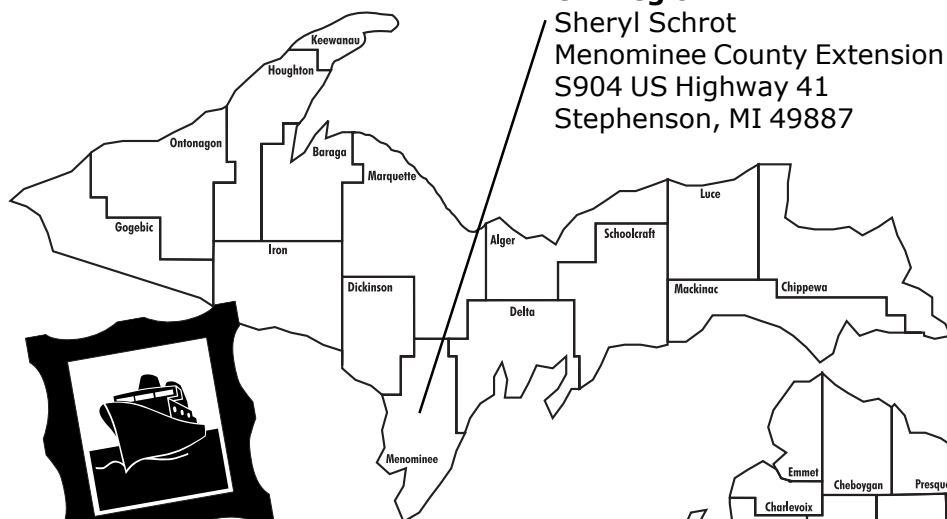 Sheryl Schrot
Menominee County Extension
S904 US Highway 41
Stephenson, MI 49887
Keewanau
Houghton
Ontonagon
Baraga
Marquette
Luce
Gogebic
Iron
Alger
Schoolcraft
Dickinson
Mackinac
Chippewa
Delta
Menominee
Emmet
Cheboygan
Charlevoix